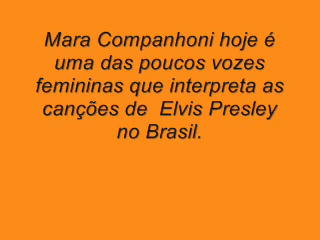 Mara Companhoni hoje é
uma das poucos vozes
femininas que interpreta as
canções de  Elvis Presley
no Brasil.